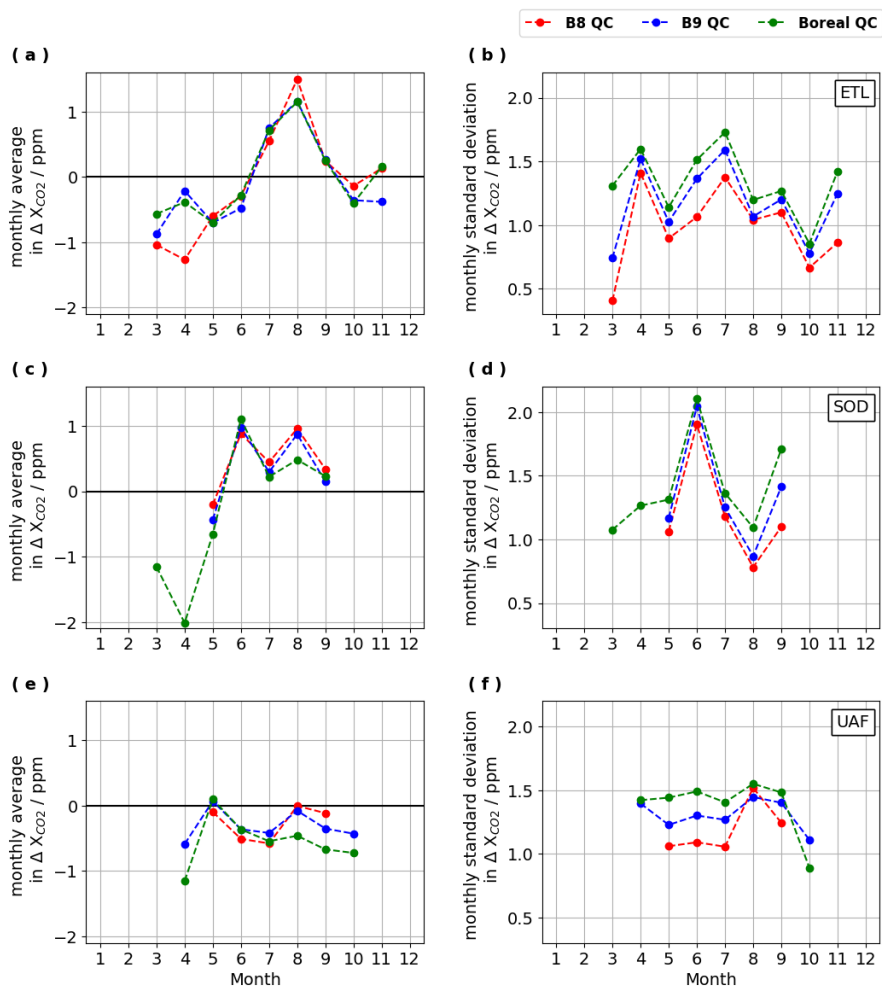 B8 QC B9 QC Boreal QC
( a ) ( b )
monthly average
in Δ X_CO2 / ppm
1
0
−1
−2
1 2 3 4 5 6 7 8 9 10 11 12
monthly standard deviation
in Δ X_CO2 / ppm
2.0
1.5
1.0
0.5
ETL
1 2 3 4 5 6 7 8 9 10 11 12
( c ) ( d )
monthly average
in Δ X_CO2 / ppm
1
0
−1
−2
1 2 3 4 5 6 7 8 9 10 11 12
monthly standard deviation
in Δ X_CO2 / ppm
2.0
1.5
1.0
0.5
SOD
1 2 3 4 5 6 7 8 9 10 11 12
( e ) ( f )
monthly average
in Δ X_CO2 / ppm
1
0
−1
−2
1 2 3 4 5 6 7 8 9 10 11 12
Month
monthly standard deviation
in Δ X_CO2 / ppm
2.0
1.5
1.0
0.5
UAF
1 2 3 4 5 6 7 8 9 10 11 12
Month